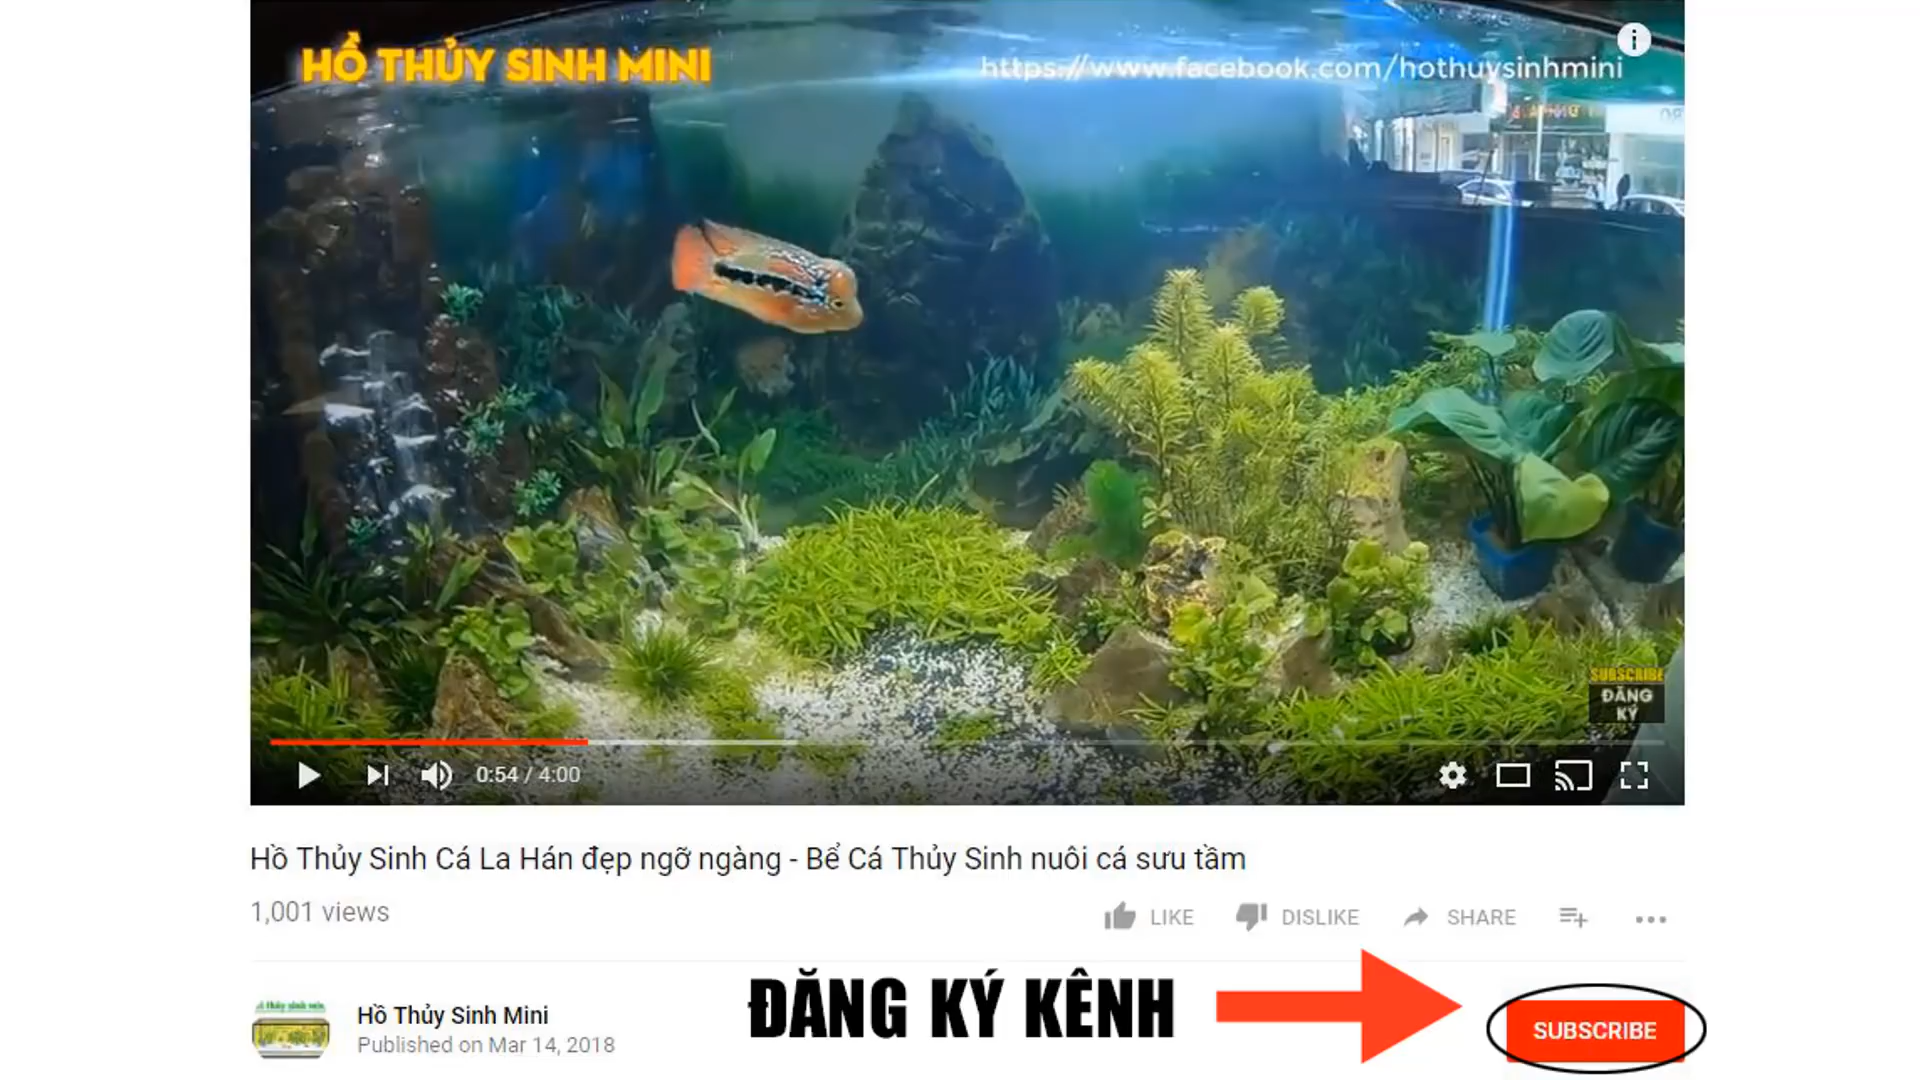 HỒ THỦY SINH MINI
https://www.facebook.com/hothuysinhmini
SUBSCRIBE
ĐĂNG
KÝ
0:54 / 4:00
Hồ Thủy Sinh Cá La Hán đẹp ngỡ ngàng - Bể Cá Thủy Sinh nuôi cá sưu tầm
1,001 views
LIKE
DISLIKE
SHARE
Hồ Thủy Sinh Mini
Published on Mar 14, 2018
ĐĂNG KÝ KÊNH
SUBSCRIBE